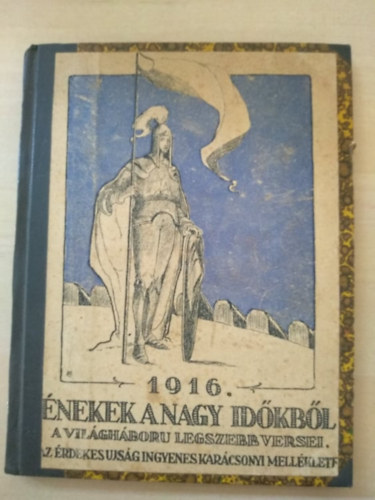 1916.
ÉNEKEK A NAGY IDŐKBŐL
A VILÁGHÁBORU LEGSZEBB VERSEI.
AZ ÉRDEKES UJSÁG INGYENES KARÁCSONYI MELLÉKLETE